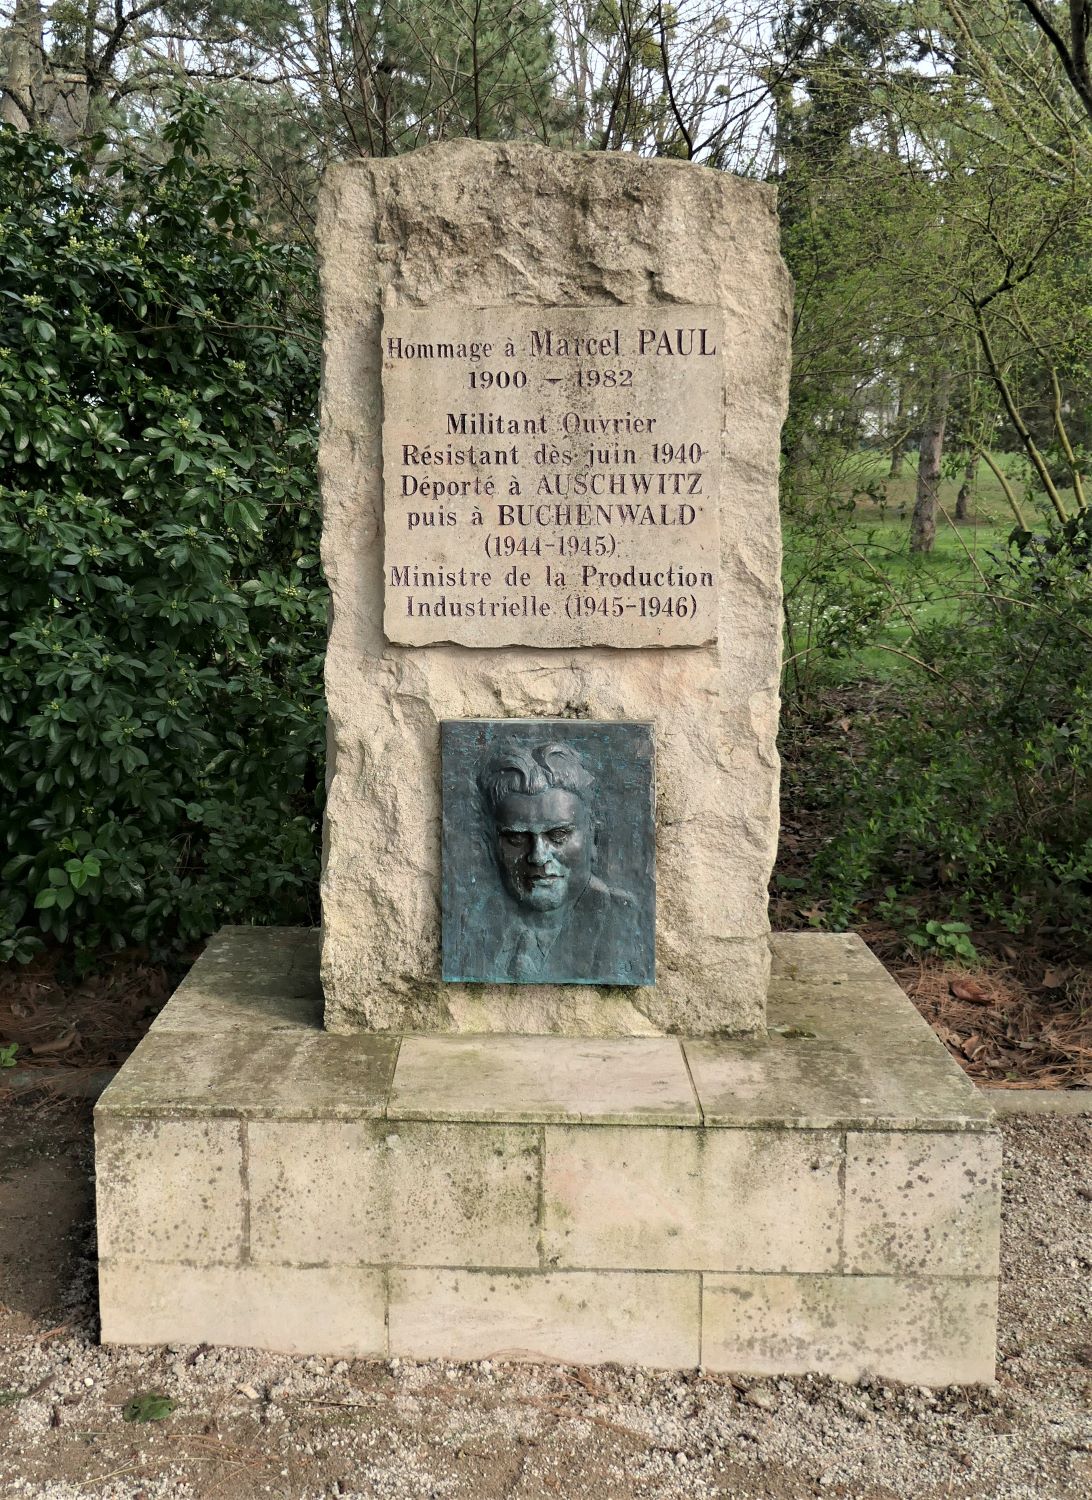 Hommage à Marcel PAUL
1900 - 1982
Militant Ouvrier
Résistant dès juin 1940
Déporté à AUSCHWITZ
puis à BUCHENWALD
(1944-1945)
Ministre de la Production
Industrielle (1945-1946)